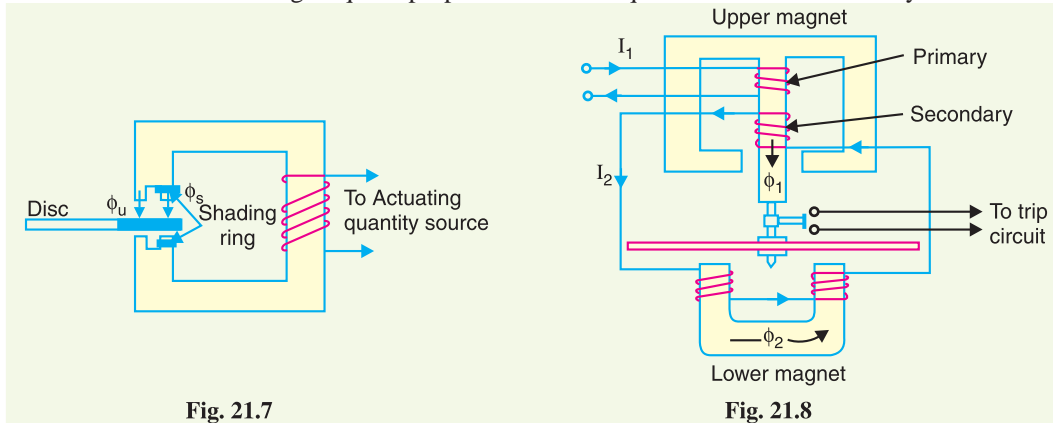 Upper magnet
I1
Primary
Secondary
I2
ϕ1
Disc
ϕu
ϕs
Shading
ring
To Actuating
quantity source
To trip
circuit
ϕ2
Lower magnet
Fig. 21.7
Fig. 21.8